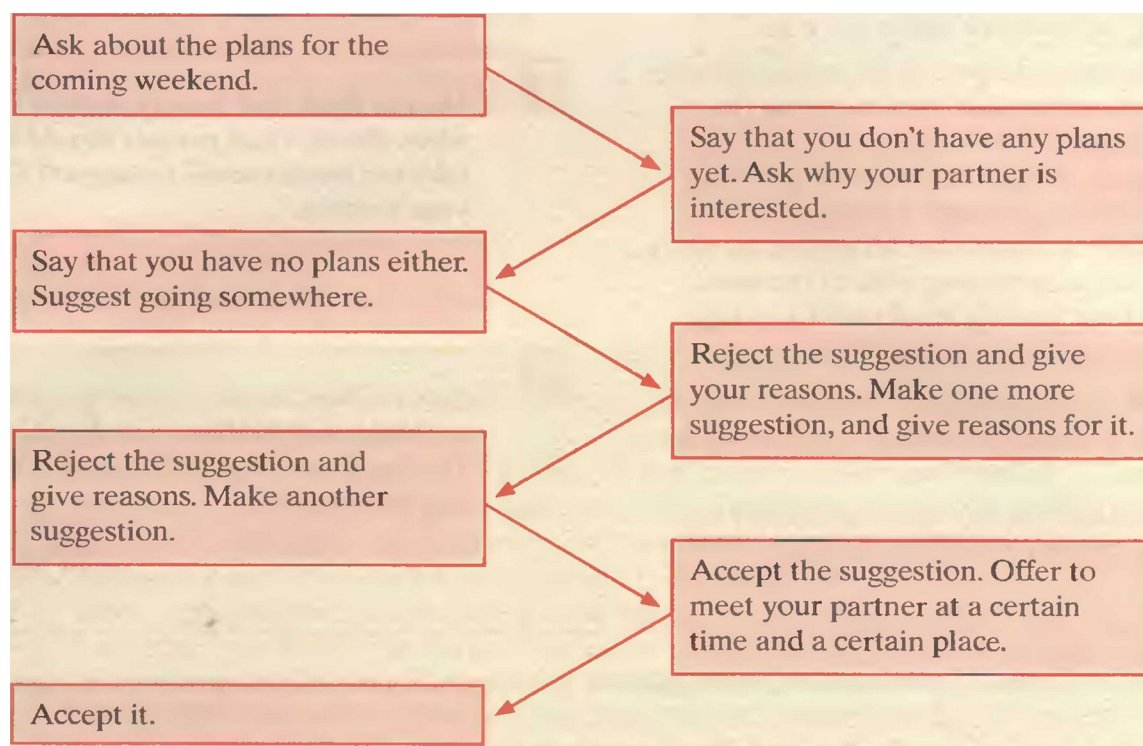 Ask about the plans for the
coming weekend.
Say that you don't have any plans
yet. Ask why your partner is
interested.
Say that you have no plans either.
Suggest going somewhere.
Reject the suggestion and give
your reasons. Make one more
suggestion, and give reasons for it.
Reject the suggestion and
give reasons. Make another
suggestion.
Accept the suggestion. Offer to
meet your partner at a certain
time and a certain place.
Accept it.